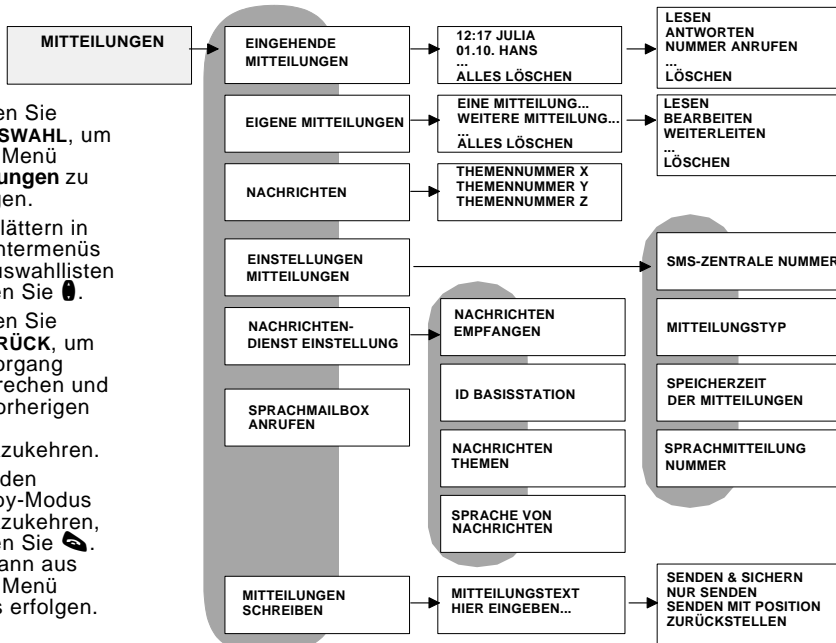 MITTEILUNGEN
en Sie
SWAHL, um
Menü
ungen zu
gen.
lättern in
ntermenüs
uswahllisten
en Sie
en Sie
RÜCK, um
organg
rechen und
orherigen
zukehren.
den
oy-Modus
zukehren,
en Sie
ann aus
Menü
s erfolgen.
EINGEHENDE
MITTEILUNGEN
12:17 JULIA
01.10. HANS
...
ALLES LÖSCHEN
LESEN
ANTWORTEN
NUMMER ANRUFEN
...
LÖSCHEN
EIGENE MITTEILUNGEN
EINE MITTEILUNG...
WEITERE MITTEILUNG...
...
ALLES LÖSCHEN
LESEN
BEARBEITEN
WEITERLEITEN
...
LÖSCHEN
NACHRICHTEN
THEMENNUMMER X
THEMENNUMMER Y
THEMENNUMMER Z
EINSTELLUNGEN
MITTEILUNGEN
SMS-ZENTRALE NUMMER
MITTEILUNGSTYP
SPEICHERZEIT
DER MITTEILUNGEN
SPRACHMITTEILUNG
NUMMER
NACHRICHTEN-
DIENST EINSTELLUNG
NACHRICHTEN
EMPFANGEN
ID BASISSTATION
NACHRICHTEN
THEMEN
SPRACHE VON
NACHRICHTEN
SPRACHMAILBOX
ANRUFEN
MITTEILUNGEN
SCHREIBEN
MITTEILUNGSTEXT
HIER EINGEBEN...
SENDEN & SICHERN
NUR SENDEN
SENDEN MIT POSITION
ZURÜCKSTELLEN